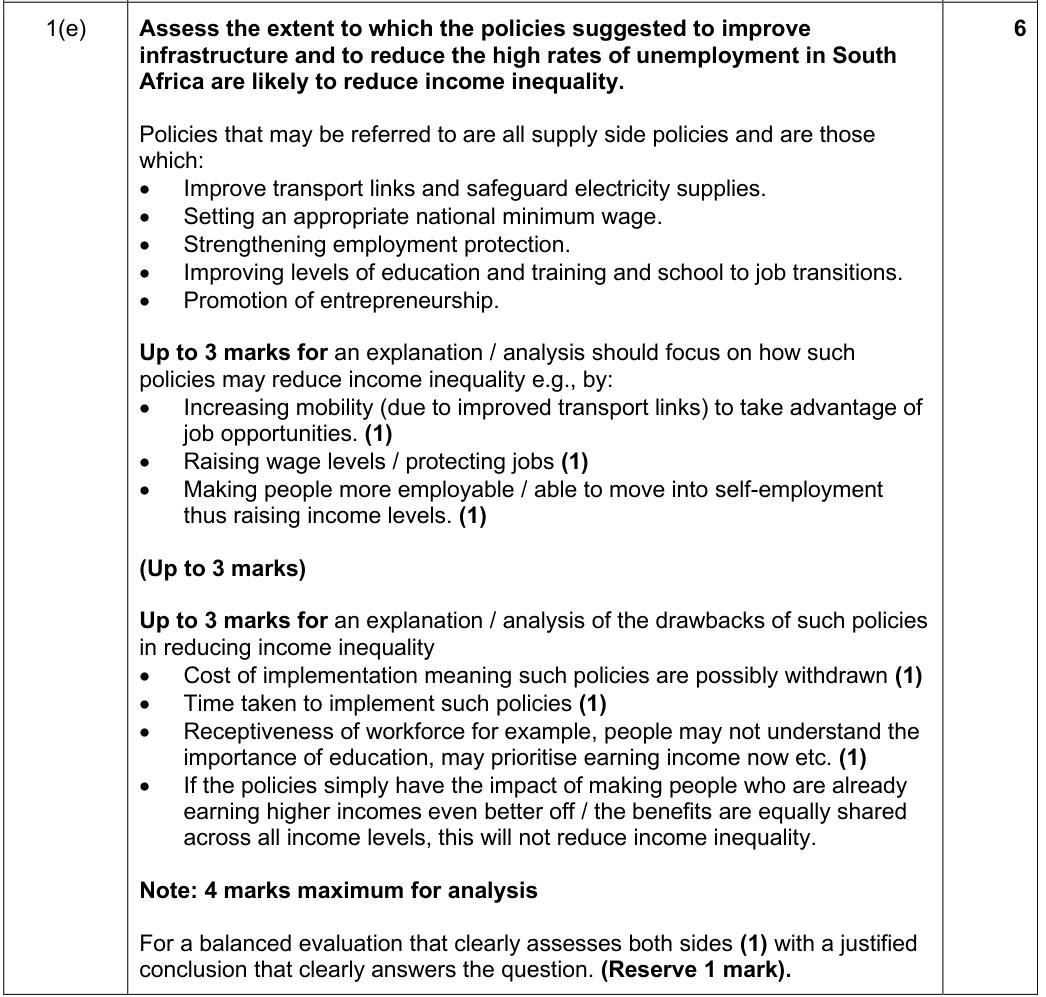 1(e)
Assess the extent to which the policies suggested to improve
6
infrastructure and to reduce the high rates of unemployment in South
Africa are likely to reduce income inequality.
Policies that may be referred to are all supply side policies and are those
which:
• Improve transport links and safeguard electricity supplies.
• Setting an appropriate national minimum wage.
• Strengthening employment protection.
• Improving levels of education and training and school to job transitions.
• Promotion of entrepreneurship.
Up to 3 marks for an explanation / analysis should focus on how such
policies may reduce income inequality e.g., by:
• Increasing mobility (due to improved transport links) to take advantage of
job opportunities. (1)
• Raising wage levels / protecting jobs (1)
• Making people more employable / able to move into self-employment
thus raising income levels. (1)
(Up to 3 marks)
Up to 3 marks for an explanation / analysis of the drawbacks of such policies
in reducing income inequality
• Cost of implementation meaning such policies are possibly withdrawn (1)
• Time taken to implement such policies (1)
• Receptiveness of workforce for example, people may not understand the
importance of education, may prioritise earning income now etc. (1)
• If the policies simply have the impact of making people who are already
earning higher incomes even better off / the benefits are equally shared
across all income levels, this will not reduce income inequality.
Note: 4 marks maximum for analysis
For a balanced evaluation that clearly assesses both sides (1) with a justified
conclusion that clearly answers the question. (Reserve 1 mark).